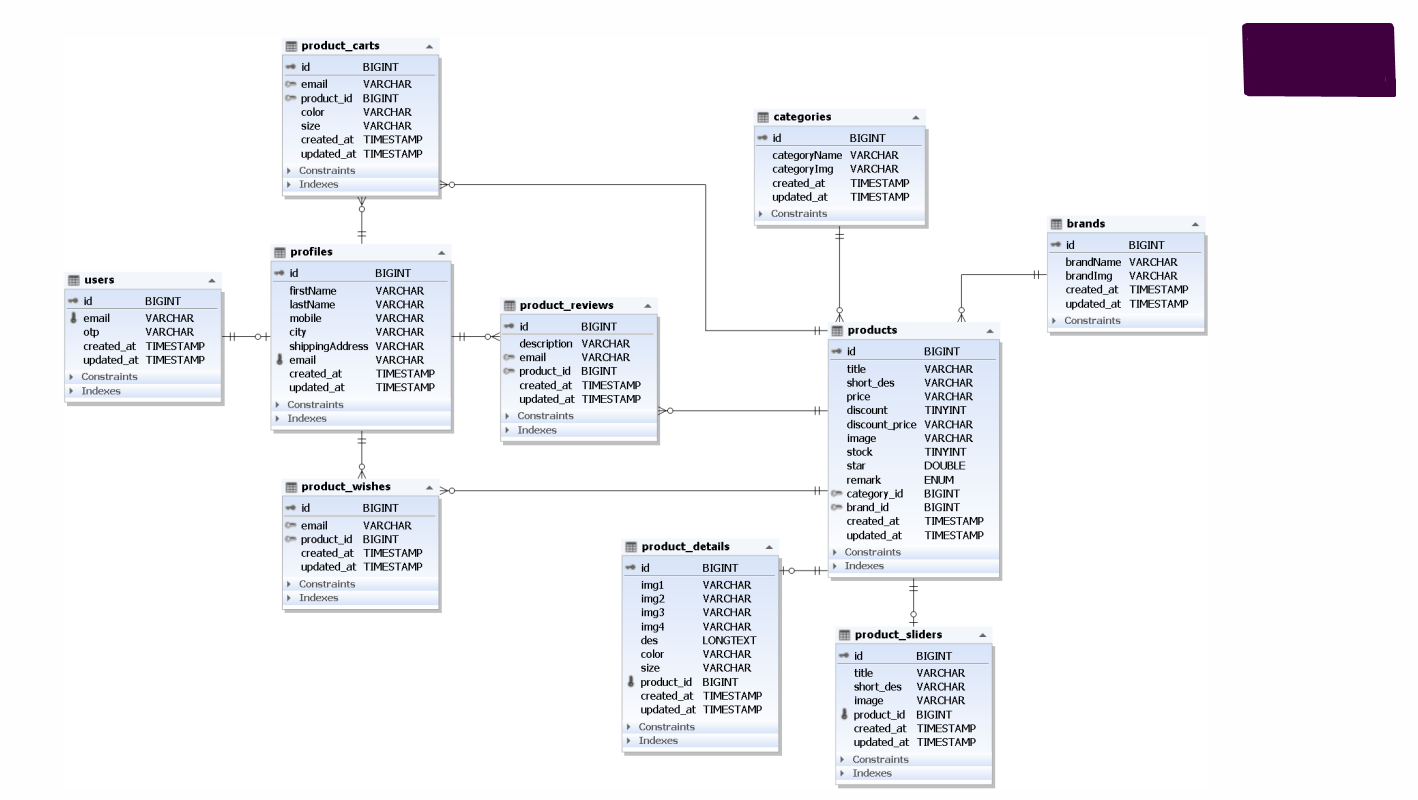 product_carts
id BIGINT
email VARCHAR
product_id BIGINT
color VARCHAR
size VARCHAR
created_at TIMESTAMP
updated_at TIMESTAMP
Constraints
Indexes
categories
id BIGINT
categoryName VARCHAR
categoryImg VARCHAR
created_at TIMESTAMP
updated_at TIMESTAMP
Constraints
brands
id BIGINT
brandName VARCHAR
brandImg VARCHAR
created_at TIMESTAMP
updated_at TIMESTAMP
Constraints
users
id BIGINT
email VARCHAR
otp VARCHAR
created_at TIMESTAMP
updated_at TIMESTAMP
Constraints
Indexes
profiles
id BIGINT
firstName VARCHAR
lastName VARCHAR
mobile VARCHAR
city VARCHAR
shippingAddress VARCHAR
email VARCHAR
created_at TIMESTAMP
updated_at TIMESTAMP
Constraints
Indexes
product_reviews
id BIGINT
description VARCHAR
email VARCHAR
product_id BIGINT
created_at TIMESTAMP
updated_at TIMESTAMP
Constraints
Indexes
products
id BIGINT
title VARCHAR
short_des VARCHAR
price VARCHAR
discount TINYINT
discount_price VARCHAR
image VARCHAR
stock TINYINT
star DOUBLE
remark ENUM
category_id BIGINT
brand_id BIGINT
created_at TIMESTAMP
updated_at TIMESTAMP
Constraints
Indexes
product_wishes
id BIGINT
email VARCHAR
product_id BIGINT
created_at TIMESTAMP
updated_at TIMESTAMP
Constraints
Indexes
product_details
id BIGINT
img1 VARCHAR
img2 VARCHAR
img3 VARCHAR
img4 VARCHAR
des LONGTEXT
color VARCHAR
size VARCHAR
product_id BIGINT
created_at TIMESTAMP
updated_at TIMESTAMP
Constraints
Indexes
product_sliders
id BIGINT
title VARCHAR
short_des VARCHAR
image VARCHAR
product_id BIGINT
created_at TIMESTAMP
updated_at TIMESTAMP
Constraints
Indexes